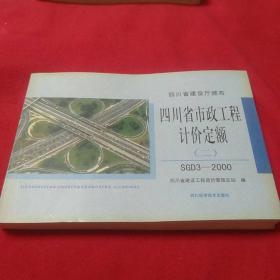 四川省建设厅颁布
四川省市政工程
计价定额
(二)
SGD3—2000
四川省建设工程造价管理总站 编
四川科学技术出版社